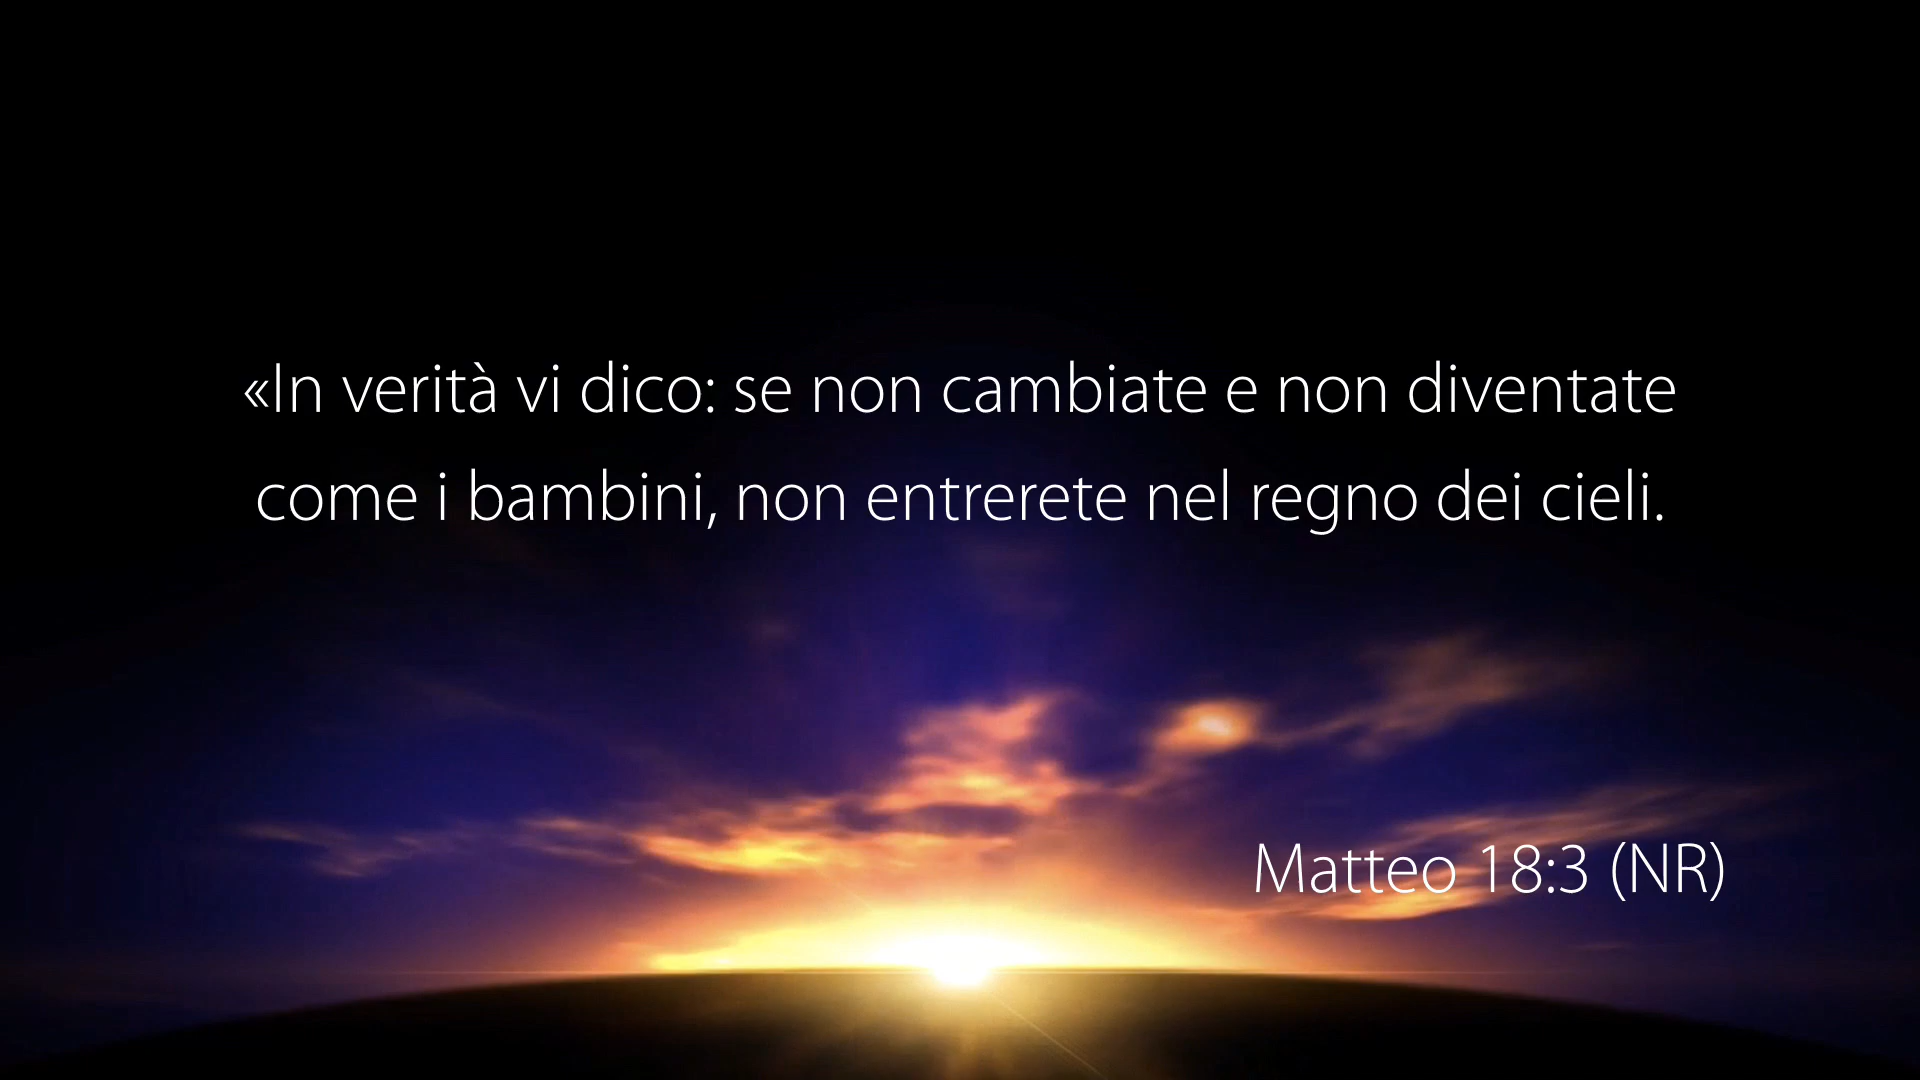 «In verità vi dico: se non cambiate e non diventate
come i bambini, non entrerete nel regno dei cieli.
Matteo 18:3 (NR)